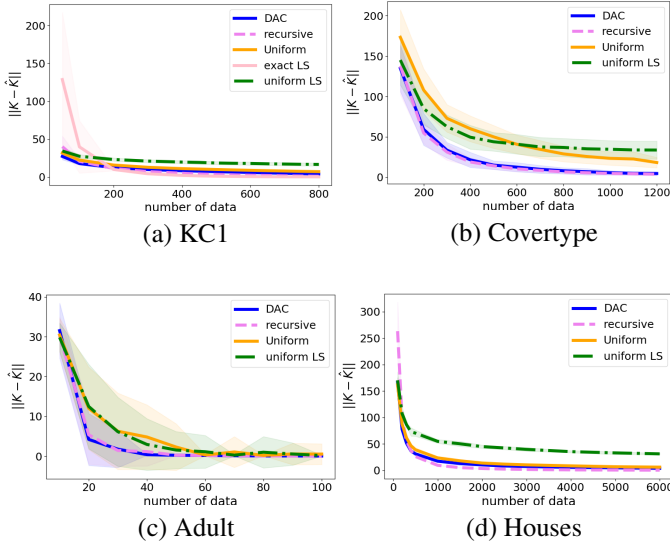 DAC
recursive
Uniform
exact LS
uniform LS
||K − K̂||
200
150
100
50
0
200 400 600 800
number of data
(a) KC1
DAC
recursive
Uniform
uniform LS
||K − K̂||
200
150
100
50
0
200 400 600 800 1000 1200
number of data
(b) Covertype
DAC
recursive
Uniform
uniform LS
||K − K̂||
40
30
20
10
0
20 40 60 80 100
number of data
(c) Adult
DAC
recursive
Uniform
uniform LS
||K − K̂||
300
250
200
150
100
50
0
0 1000 2000 3000 4000 5000 6000
number of data
(d) Houses